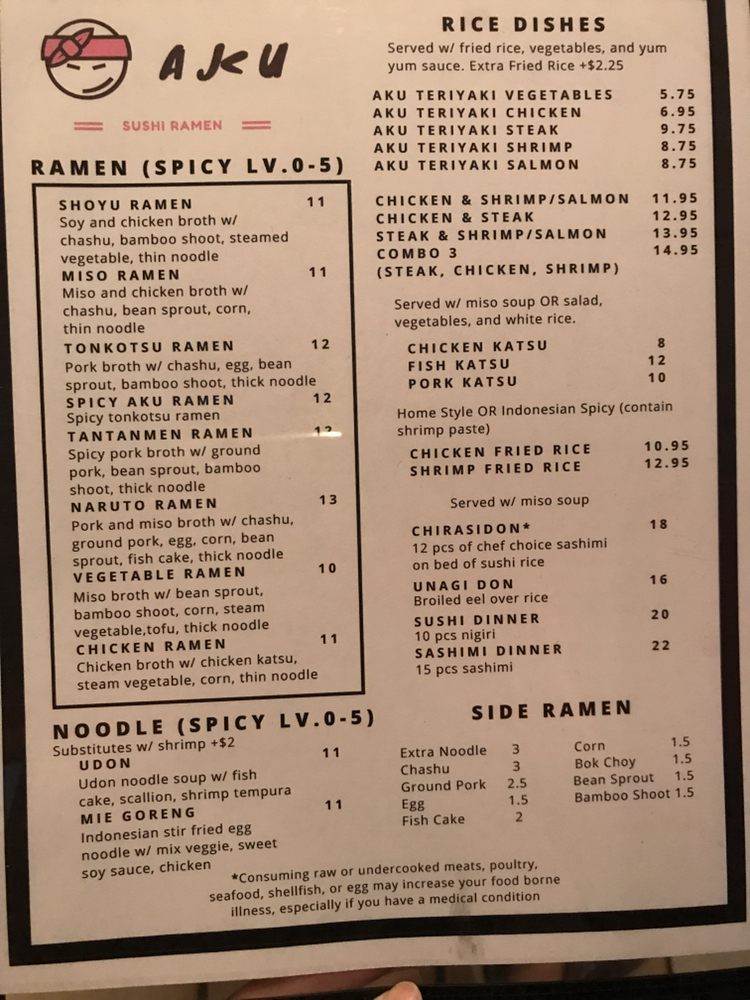 AKU
SUSHI RAMEN
RAMEN (SPICY LV.0-5)
SHOYU RAMEN 11
Soy and chicken broth w/
chashu, bamboo shoot, steamed
vegetable, thin noodle
MISO RAMEN 11
Miso and chicken broth w/
chashu, bean sprout, corn,
thin noodle
TONKOTSU RAMEN 12
Pork broth w/ chashu, egg, bean
sprout, bamboo shoot, thick noodle
SPICY AKU RAMEN 12
Spicy tonkotsu ramen
TANTANMEN RAMEN 12
Spicy pork broth w/ ground
pork, bean sprout, bamboo
shoot, thick noodle
NARUTO RAMEN 13
Pork and miso broth w/ chashu,
ground pork, egg, corn, bean
sprout, fish cake, thick noodle
VEGETABLE RAMEN 10
Miso broth w/ bean sprout,
bamboo shoot, corn, steam
vegetable,tofu, thick noodle
CHICKEN RAMEN 11
Chicken broth w/ chicken katsu,
steam vegetable, corn, thin noodle
NOODLE (SPICY LV.0-5)
Substitutes w/ shrimp +$2
UDON 11
Udon noodle soup w/ fish
cake, scallion, shrimp tempura
MIE GORENG 11
Indonesian stir fried egg
noodle w/ mix veggie, sweet
soy sauce, chicken
RICE DISHES
Served w/ fried rice, vegetables, and yum
yum sauce. Extra Fried Rice +$2.25
AKU TERIYAKI VEGETABLES 5.75
AKU TERIYAKI CHICKEN 6.95
AKU TERIYAKI STEAK 9.75
AKU TERIYAKI SHRIMP 8.75
AKU TERIYAKI SALMON 8.75
CHICKEN & SHRIMP/SALMON 11.95
CHICKEN & STEAK 12.95
STEAK & SHRIMP/SALMON 13.95
COMBO 3 14.95
(STEAK, CHICKEN, SHRIMP)
Served w/ miso soup OR salad,
vegetables, and white rice.
CHICKEN KATSU 8
FISH KATSU 12
PORK KATSU 10
Home Style OR Indonesian Spicy (contain
shrimp paste)
CHICKEN FRIED RICE 10.95
SHRIMP FRIED RICE 12.95
Served w/ miso soup
CHIRASIDON* 18
12 pcs of chef choice sashimi
on bed of sushi rice
UNAGI DON 16
Broiled eel over rice
SUSHI DINNER 20
10 pcs nigiri
SASHIMI DINNER 22
15 pcs sashimi
SIDE RAMEN
Extra Noodle 3
Chashu 3
Ground Pork 2.5
Egg 1.5
Fish Cake 2
Corn 1.5
Bok Choy 1.5
Bean Sprout 1.5
Bamboo Shoot 1.5
*Consuming raw or undercooked meats, poultry,
seafood, shellfish, or egg may increase your food borne
illness, especially if you have a medical condition